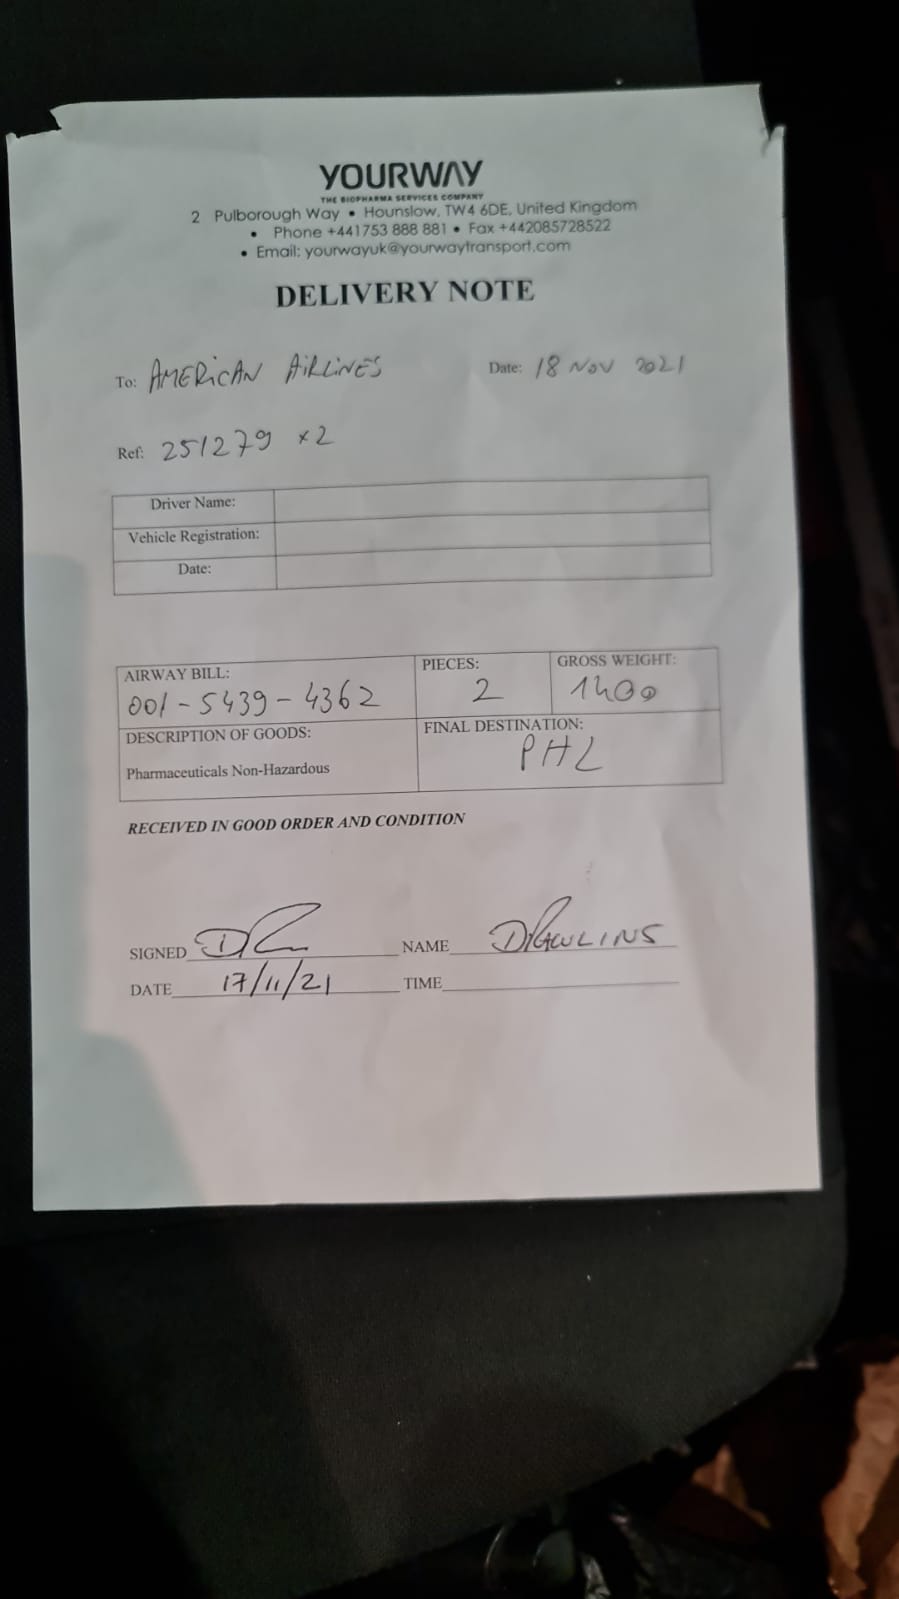 YOURWAY
THE BIOPHARMA SERVICES COMPANY
2 Pulborough Way • Hounslow, TW4 6DE, United Kingdom
• Phone +441753 888 881 • Fax +442085728522
• Email: yourwayuk@yourwaytransport.com
DELIVERY NOTE
To: AMERICAN AIRLINES Date: 18 NOV 2021
Ref: 251279 x2
Driver Name:
Vehicle Registration:
Date:
AIRWAY BILL: PIECES: GROSS WEIGHT:
001-5439-4362 2 1400
DESCRIPTION OF GOODS: FINAL DESTINATION:
PHL
Pharmaceuticals Non-Hazardous
RECEIVED IN GOOD ORDER AND CONDITION
SIGNED NAME D RAWLINS
DATE 17/11/21 TIME